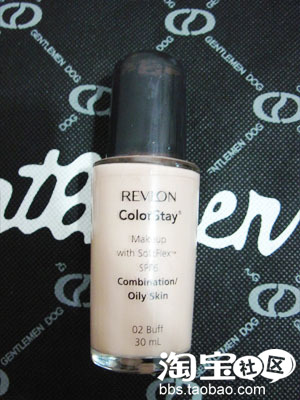 GENTLEMEN DOG
GENTLEMEN DOG
REVLON
ColorStay®
Makeup
with SoftFlex™
SPF6
Combination/
Oily Skin
02 Buff
30 mL
淘宝社区
bbs.taobao.com